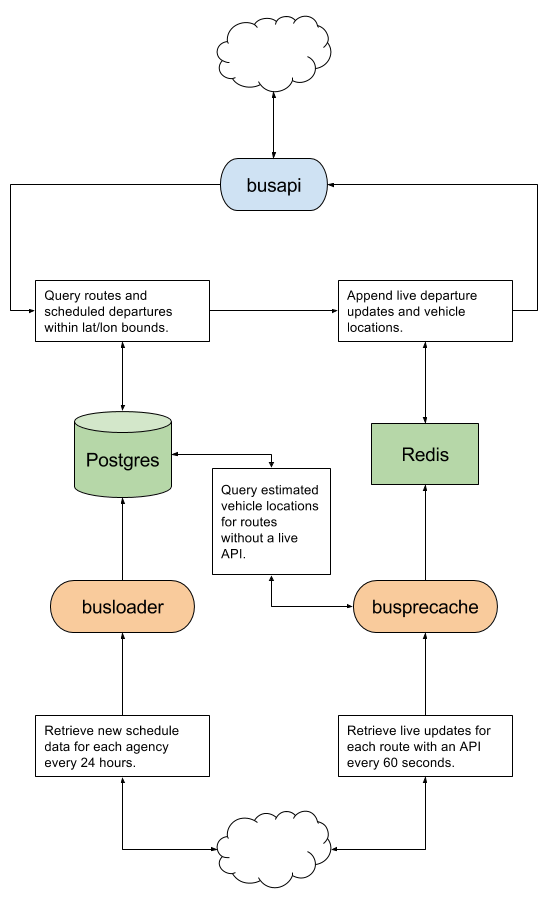 busapi
Query routes and
scheduled departures
within lat/lon bounds.
Append live departure
updates and vehicle
locations.
Postgres
Redis
Query estimated
vehicle locations
for routes
without a live
API.
busloader
busprecache
Retrieve new schedule
data for each agency
every 24 hours.
Retrieve live updates for
each route with an API
every 60 seconds.